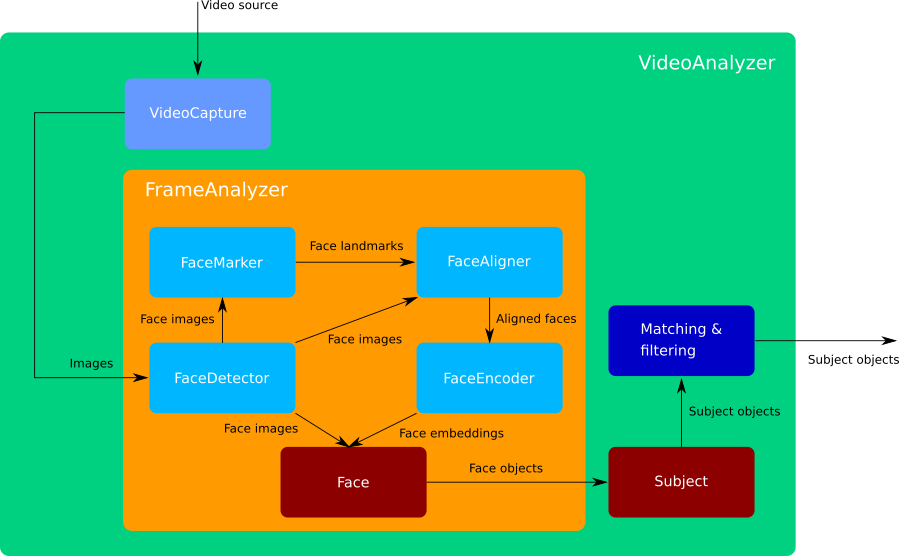 Video source
VideoAnalyzer
VideoCapture
FrameAnalyzer
Face landmarks
FaceMarker
FaceAligner
Face images
Aligned faces
Face images
Matching &
filtering
Subject objects
Images
FaceDetector
FaceEncoder
Subject objects
Face images
Face embeddings
Face objects
Face
Subject